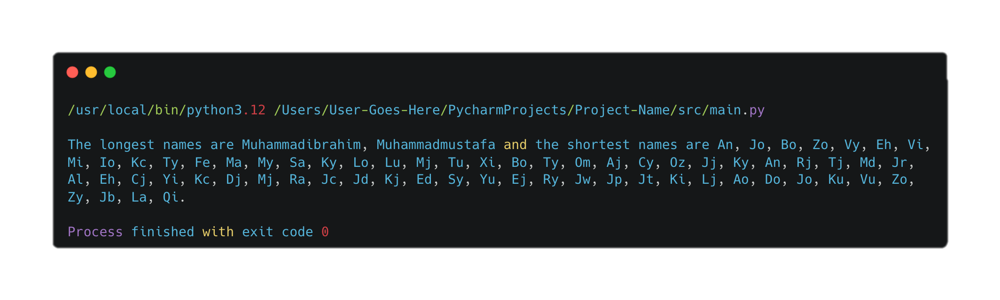 /usr/local/bin/python3.12 /Users/User-Goes-Here/PycharmProjects/Project-Name/src/main.py
The longest names are Muhammadibrahim, Muhammadmustafa and the shortest names are An, Jo, Bo, Zo, Vy, Eh, Vi,
Mi, Io, Kc, Ty, Fe, Ma, My, Sa, Ky, Lo, Lu, Mj, Tu, Xi, Bo, Ty, Om, Aj, Cy, Oz, Jj, Ky, An, Rj, Tj, Md, Jr,
Al, Eh, Cj, Yi, Kc, Dj, Mj, Ra, Jc, Jd, Kj, Ed, Sy, Yu, Ej, Ry, Jw, Jp, Jt, Ki, Lj, Ao, Do, Jo, Ku, Vu, Zo,
Zy, Jb, La, Qi.
Process finished with exit code 0